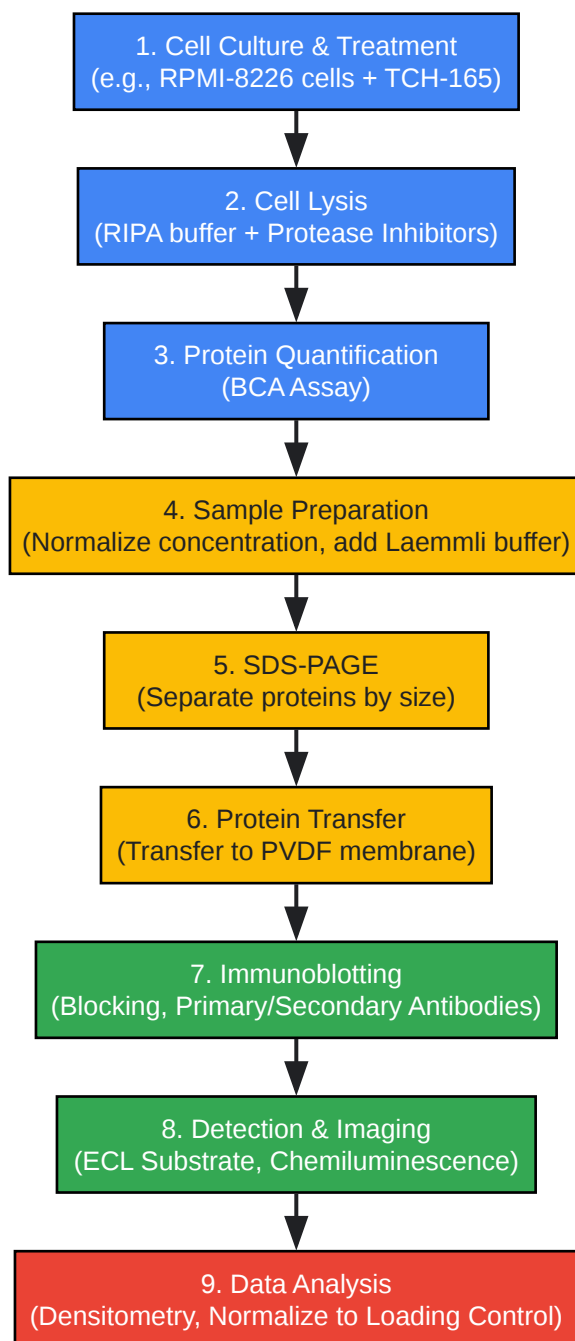 1. Cell Culture & Treatment
(e.g., RPMI-8226 cells + TCH-165)
2. Cell Lysis
(RIPA buffer + Protease Inhibitors)
3. Protein Quantification
(BCA Assay)
4. Sample Preparation
(Normalize concentration, add Laemmli buffer)
5. SDS-PAGE
(Separate proteins by size)
6. Protein Transfer
(Transfer to PVDF membrane)
7. Immunoblotting
(Blocking, Primary/Secondary Antibodies)
8. Detection & Imaging
(ECL Substrate, Chemiluminescence)
9. Data Analysis
(Densitometry, Normalize to Loading Control)